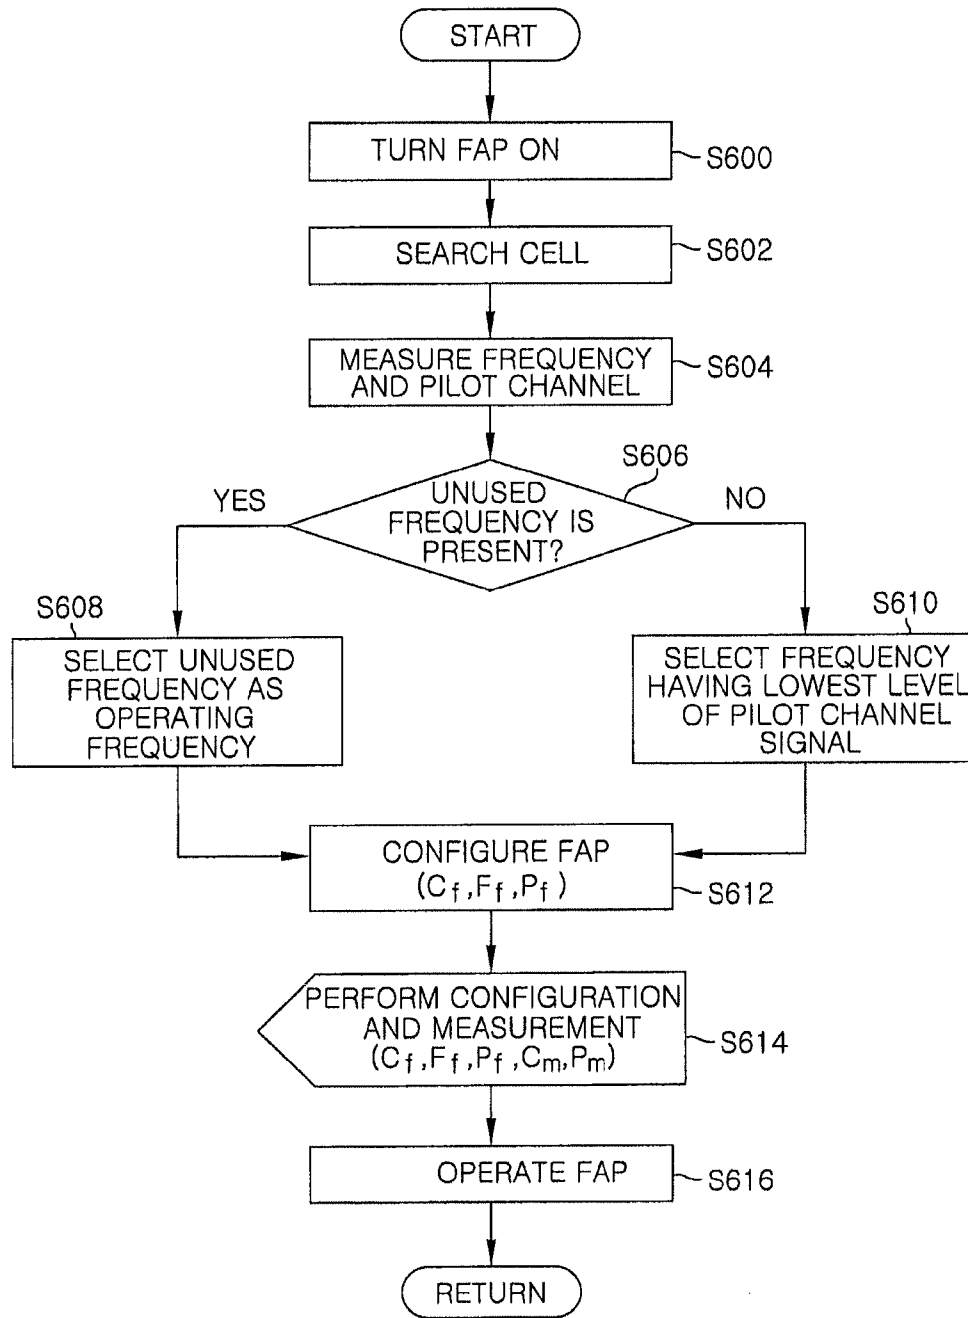 START
TURN FAP ON
S600
SEARCH CELL
S602
MEASURE FREQUENCY
AND PILOT CHANNEL
S604
S606
UNUSED
FREQUENCY IS
PRESENT?
YES
NO
S608
SELECT UNUSED
FREQUENCY AS
OPERATING
FREQUENCY
S610
SELECT FREQUENCY
HAVING LOWEST LEVEL
OF PILOT CHANNEL
SIGNAL
CONFIGURE FAP
(Cf,Ff,Pf)
S612
PERFORM CONFIGURATION
AND MEASUREMENT
(Cf,Ff,Pf,Cm,Pm)
S614
OPERATE FAP
S616
RETURN